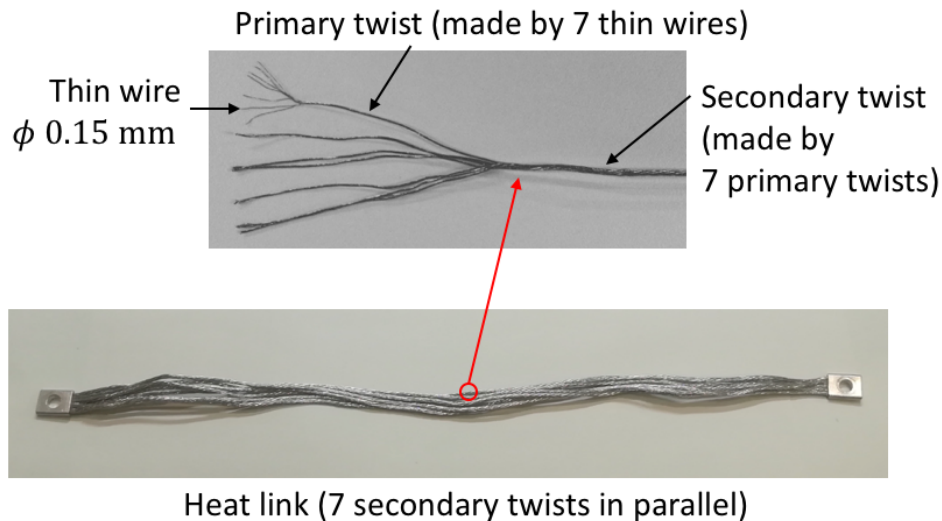 Primary twist (made by 7 thin wires)
Thin wire
ϕ 0.15 mm
Secondary twist
(made by
7 primary twists)
Heat link (7 secondary twists in parallel)